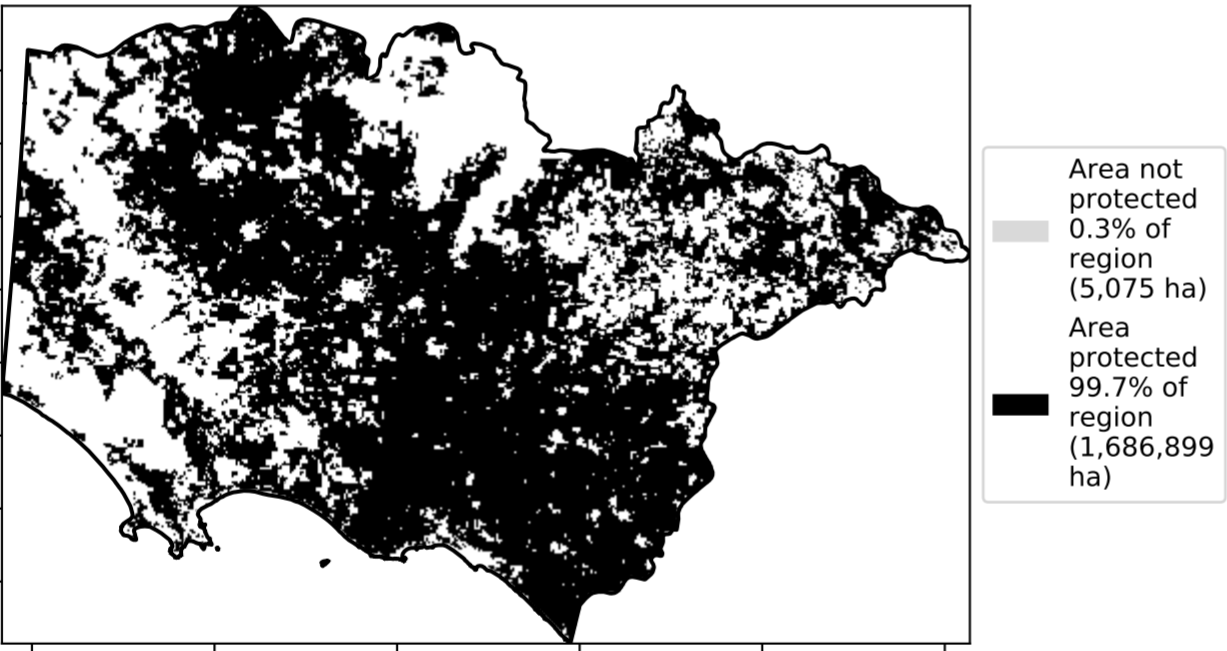 Area not
protected
0.3% of
region
(5,075 ha)
Area
protected
99.7% of
region
(1,686,899
ha)